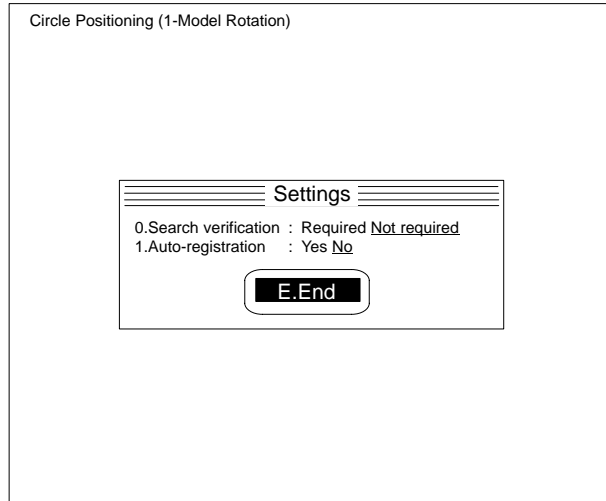 Circle Positioning (1-Model Rotation)
Settings
0.Search verification : Required Not required
1.Auto-registration : Yes No
E.End